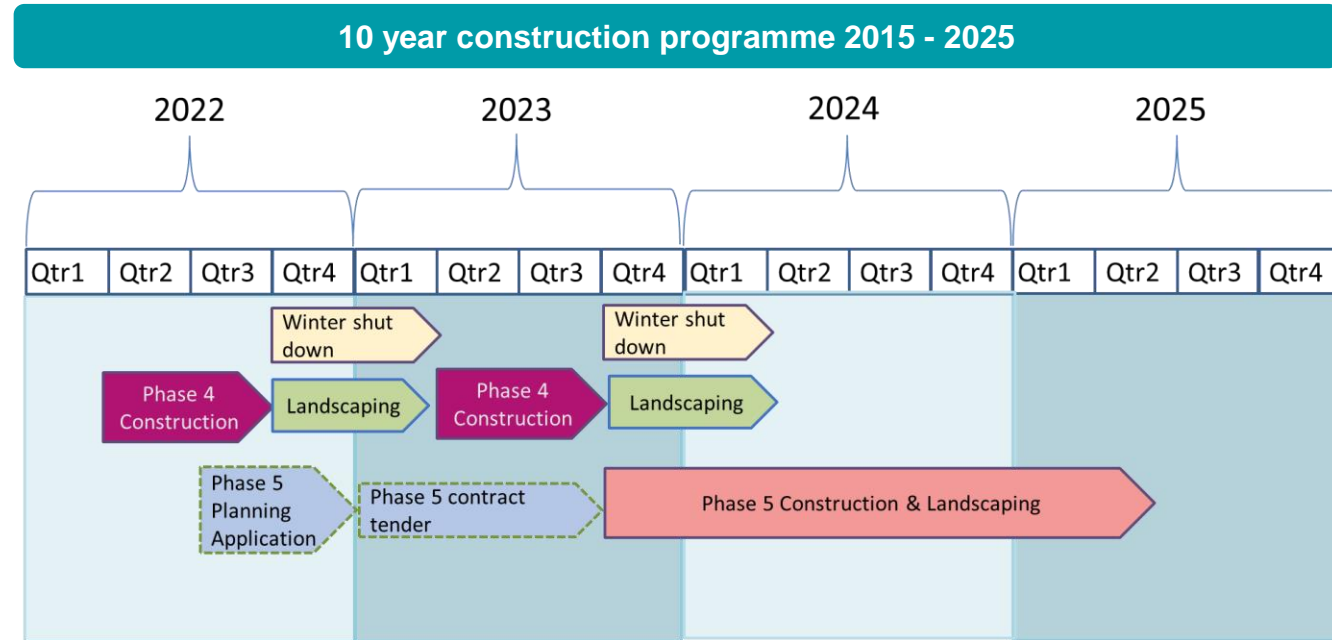 10 year construction programme 2015 - 2025
2022 2023 2024 2025
Qtr1 Qtr2 Qtr3 Qtr4 Qtr1 Qtr2 Qtr3 Qtr4 Qtr1 Qtr2 Qtr3 Qtr4 Qtr1 Qtr2 Qtr3 Qtr4
Winter shut
down
Winter shut
down
Phase 4
Construction
Landscaping
Phase 4
Construction
Landscaping
Phase 5
Planning
Application
Phase 5 contract
tender
Phase 5 Construction & Landscaping